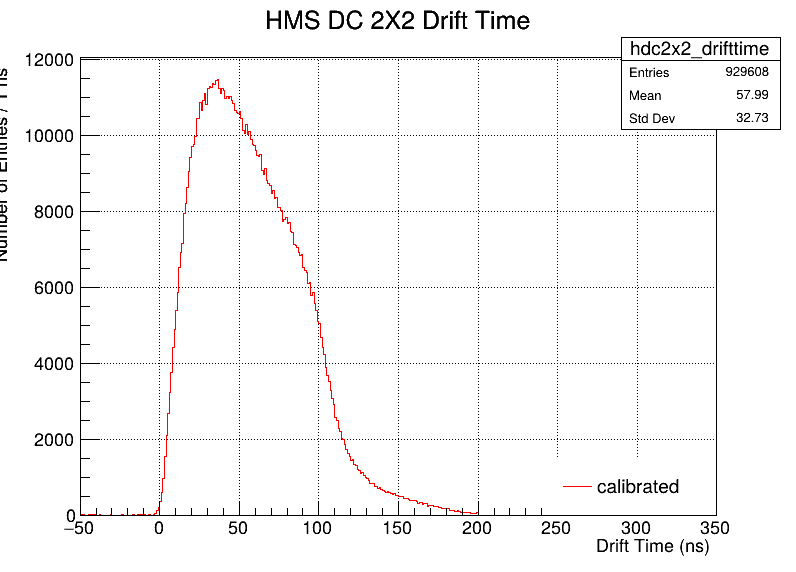 HMS DC 2X2 Drift Time
hdc2x2_drifttime
Entries 929608
Mean 57.99
Std Dev 32.73
Number of Entries / 1 ns
12000
10000
8000
6000
4000
2000
0
−50 0 50 100 150 200 250 300 350
calibrated
Drift Time (ns)